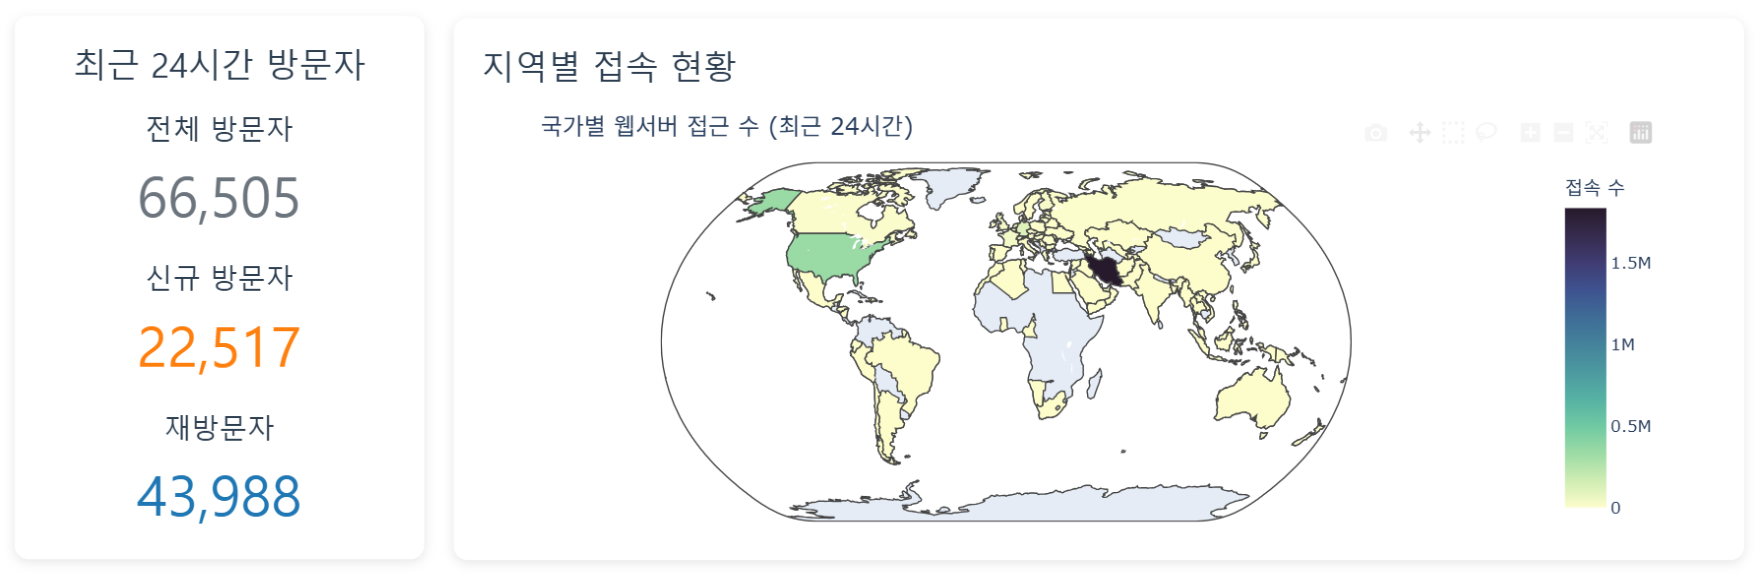 최근 24시간 방문자
전체 방문자
66,505
신규 방문자
22,517
재방문자
43,988
지역별 접속 현황
국가별 웹서버 접근 수 (최근 24시간)
접속 수
1.5M
1M
0.5M
0